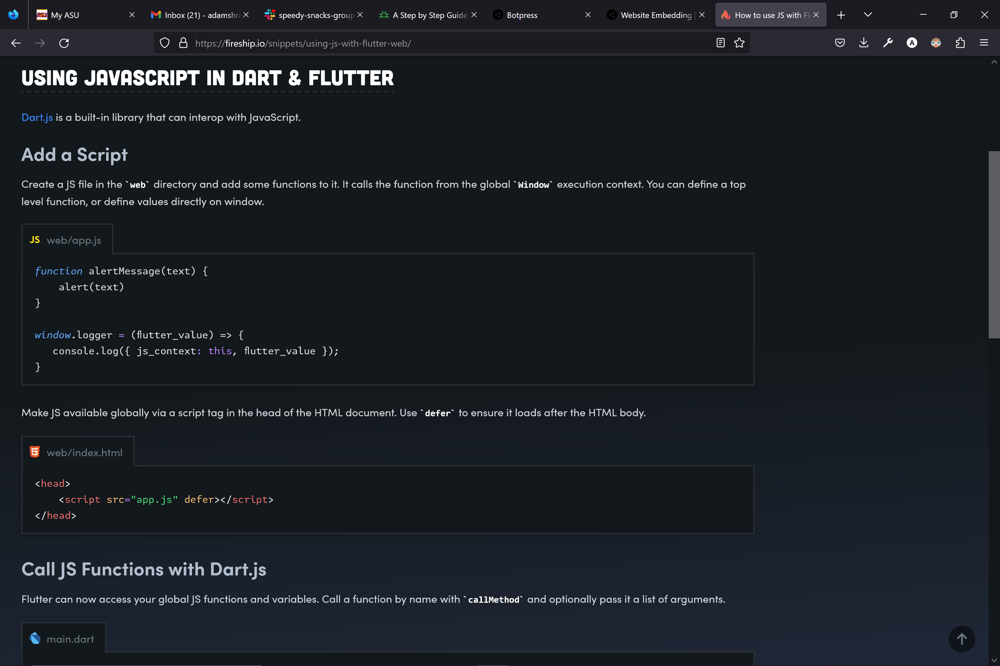 My ASU
Inbox (21) - adamshra
speedy-snacks-group
A Step by Step Guide
Botpress
Website Embedding |
How to use JS with Flu
https://fireship.io/snippets/using-js-with-flutter-web/
A
USING JAVASCRIPT IN DART & FLUTTER
Dart.js is a built-in library that can interop with JavaScript.
Add a Script
Create a JS file in the `web` directory and add some functions to it. It calls the function from the global `Window` execution context. You can define a top
level function, or define values directly on window.
JS web/app.js
function alertMessage(text) {
    alert(text)
}
window.logger = (flutter_value) => {
   console.log({ js_context: this, flutter_value });
}
Make JS available globally via a script tag in the head of the HTML document. Use `defer` to ensure it loads after the HTML body.
5 web/index.html
<head>
    <script src="app.js" defer></script>
</head>
Call JS Functions with Dart.js
Flutter can now access your global JS functions and variables. Call a function by name with `callMethod` and optionally pass it a list of arguments.
main.dart